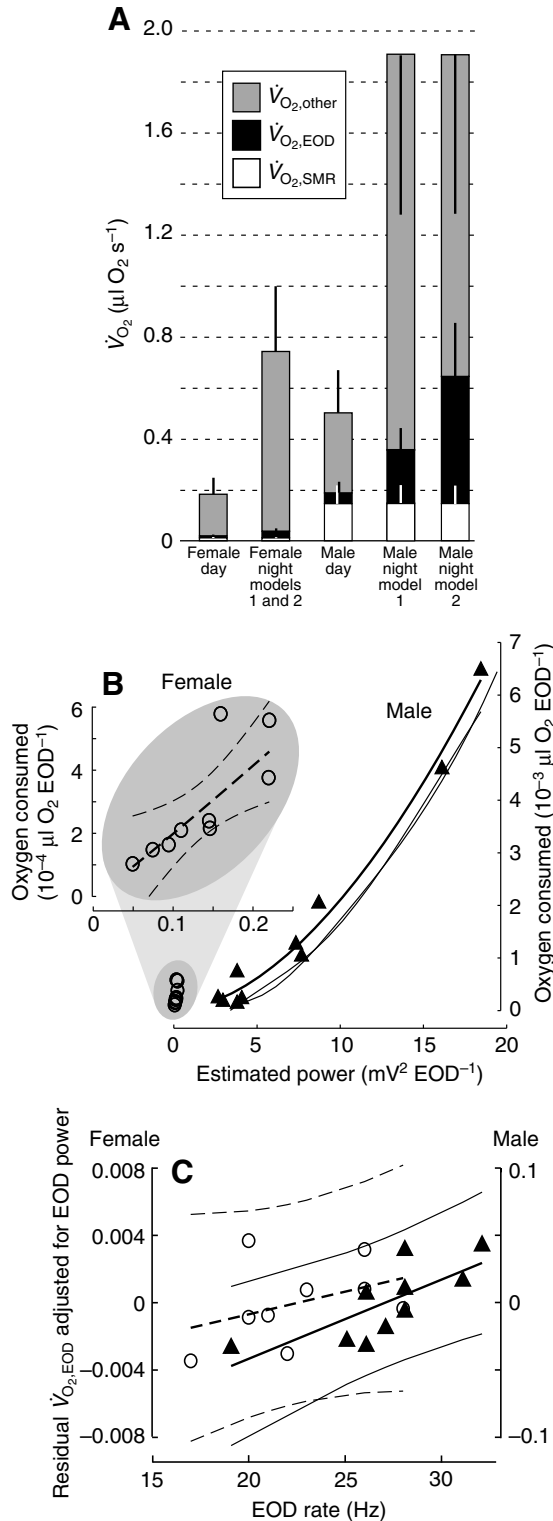 A
2.0
1.6
1.2
0.8
0.4
0
V̇O2 (µl O2 s−1)
V̇O2,other
V̇O2,EOD
V̇O2,SMR
Female day
Female night models 1 and 2
Male day
Male night model 1
Male night model 2
B
Female
Male
Oxygen consumed (10−4 µl O2 EOD−1)
6
4
2
0
0 0.1 0.2
7
6
5
4
3
2
1
0
Oxygen consumed (10−3 µl O2 EOD−1)
0 5 10 15 20
Estimated power (mV2 EOD−1)
Female
Male
C
0.008
0.004
0
−0.004
−0.008
Residual V̇O2,EOD adjusted for EOD power
0.1
0
−0.1
15 20 25 30
EOD rate (Hz)